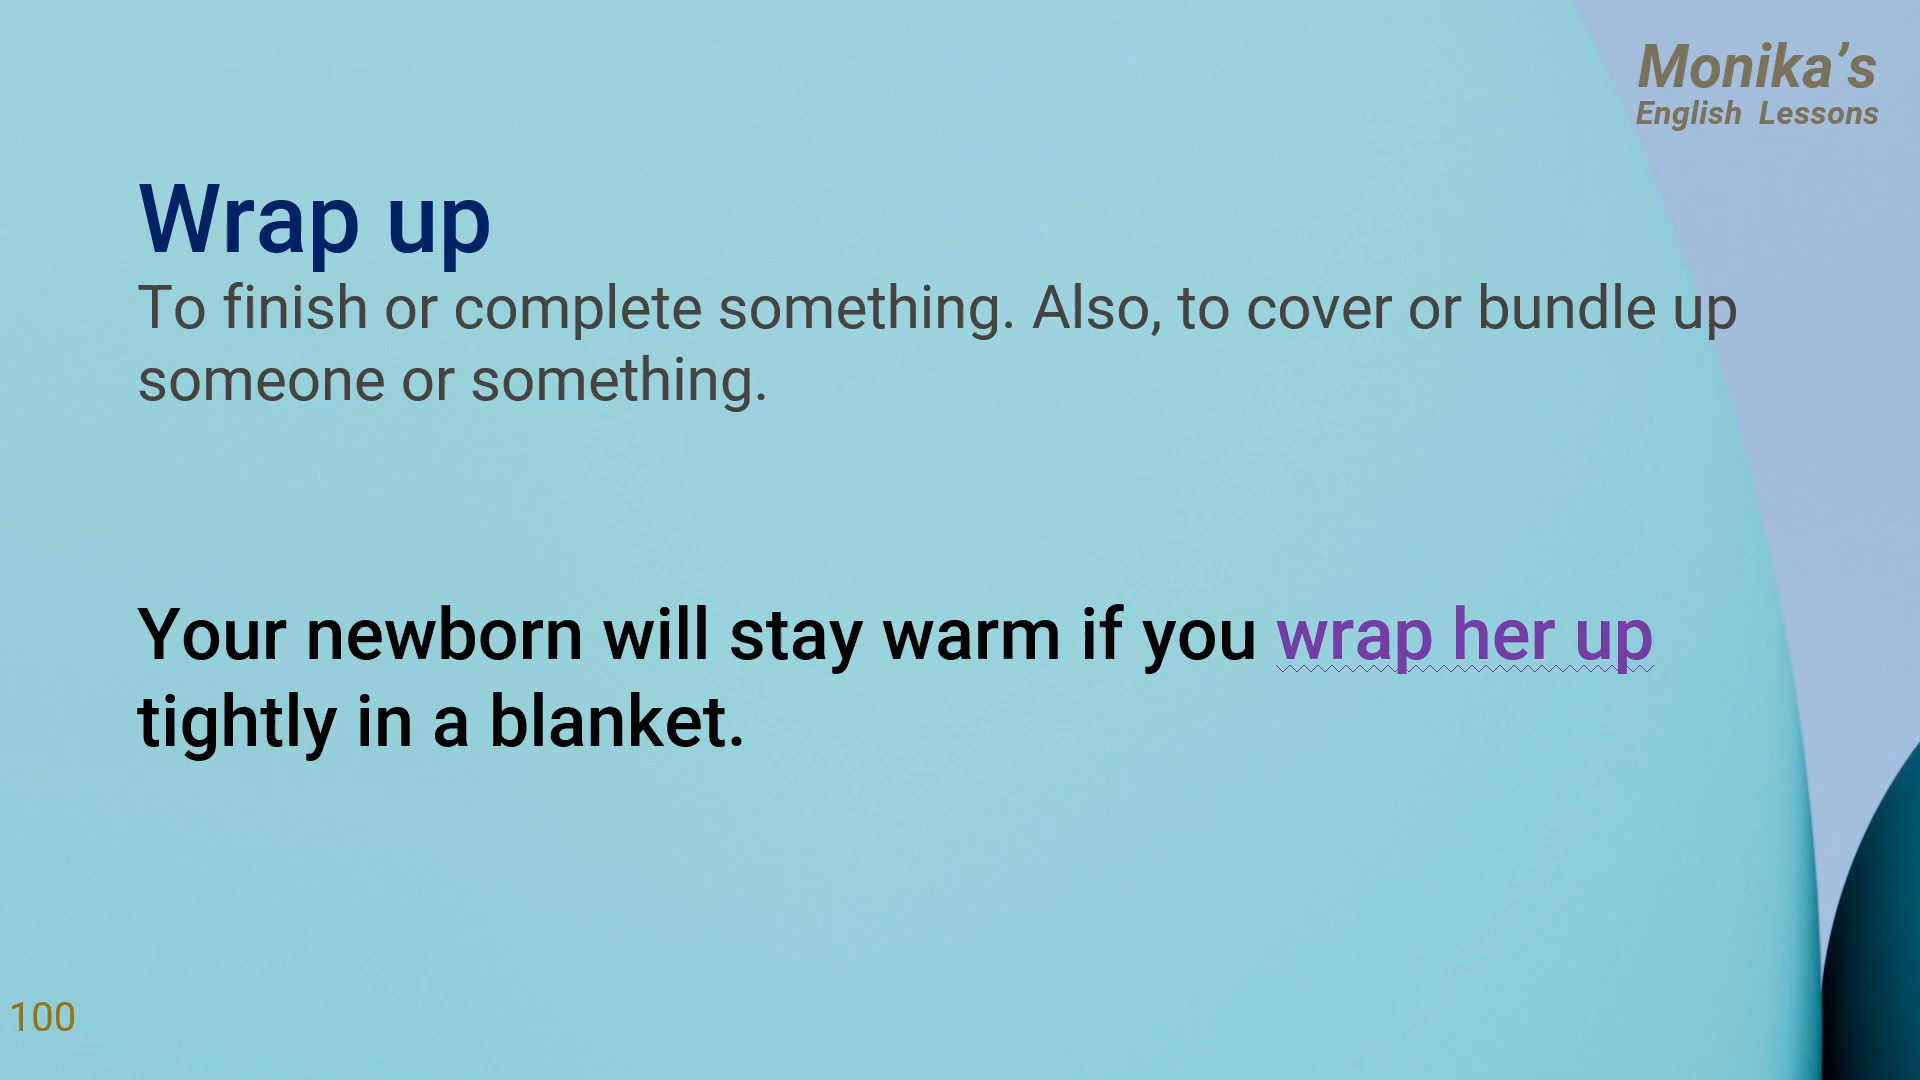 Monika’s
English Lessons
Wrap up
To finish or complete something. Also, to cover or bundle up
someone or something.
Your newborn will stay warm if you wrap her up
tightly in a blanket.
100